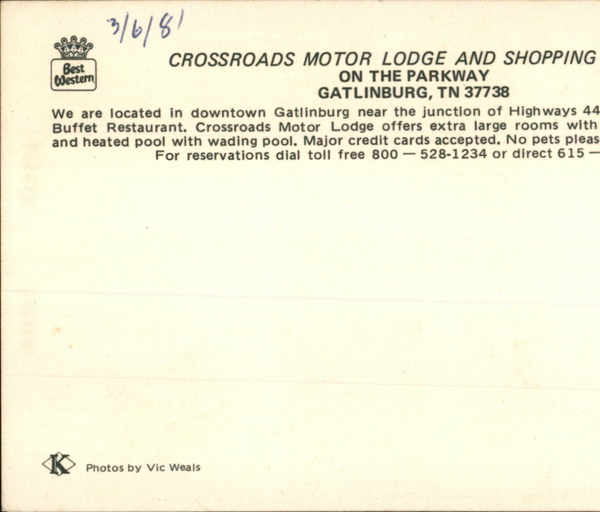 3/6/81
Best
Western
CROSSROADS MOTOR LODGE AND SHOPPING
ON THE PARKWAY
GATLINBURG, TN 37738
We are located in downtown Gatlinburg near the junction of Highways 44
Buffet Restaurant. Crossroads Motor Lodge offers extra large rooms with
and heated pool with wading pool. Major credit cards accepted. No pets pleas
For reservations dial toll free 800 — 528-1234 or direct 615 —
K
Photos by Vic Weals